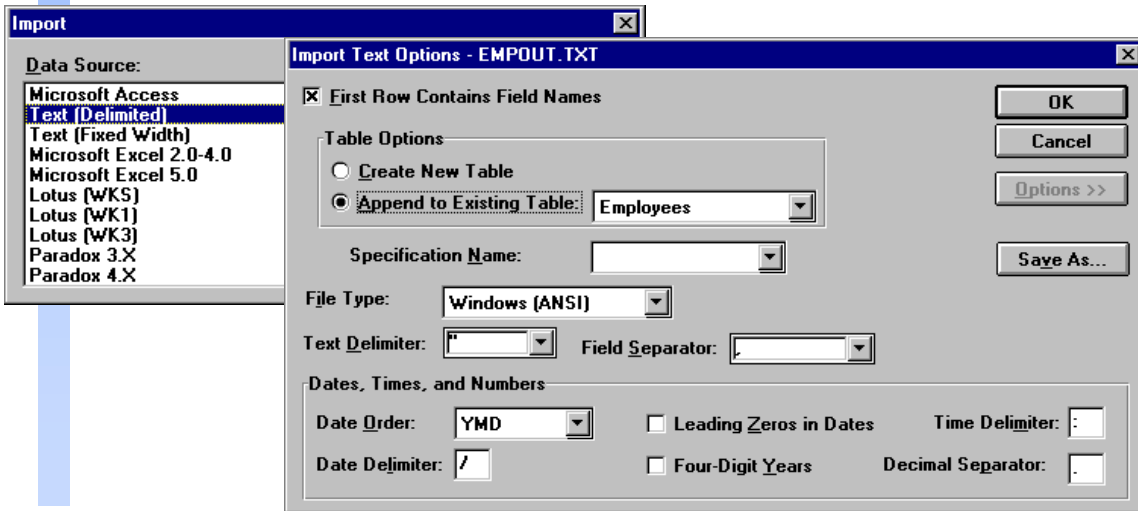 Import
Data Source:
Microsoft Access
Text (Delimited)
Text (Fixed Width)
Microsoft Excel 2.0-4.0
Microsoft Excel 5.0
Lotus (WKS)
Lotus (WK1)
Lotus (WK3)
Paradox 3.X
Paradox 4.X
Import Text Options - EMPOUT.TXT
First Row Contains Field Names
OK
Cancel
Options >>
Save As...
Table Options
Create New Table
Append to Existing Table: Employees
Specification Name:
File Type: Windows (ANSI)
Text Delimiter: " Field Separator: ,
Dates, Times, and Numbers
Date Order: YMD Leading Zeros in Dates Time Delimiter: :
Date Delimiter: / Four-Digit Years Decimal Separator: .